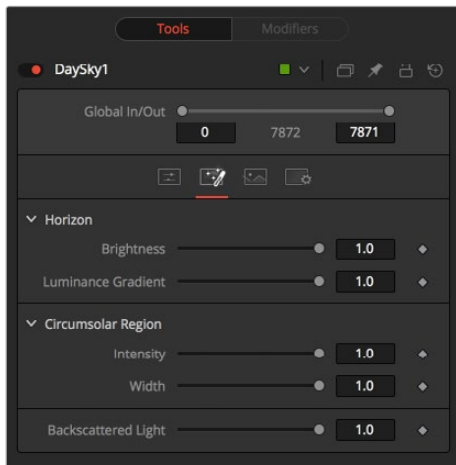 Tools Modifiers
DaySky1
Global In/Out
0 7872 7871
Horizon
Brightness 1.0
Luminance Gradient 1.0
Circumsolar Region
Intensity 1.0
Width 1.0
Backscattered Light 1.0